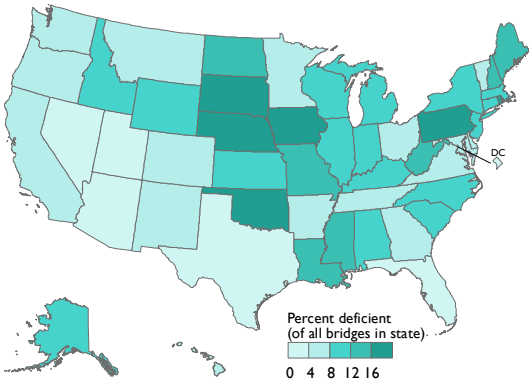 DC
Percent deficient
(of all bridges in state)
0 4 8 12 16